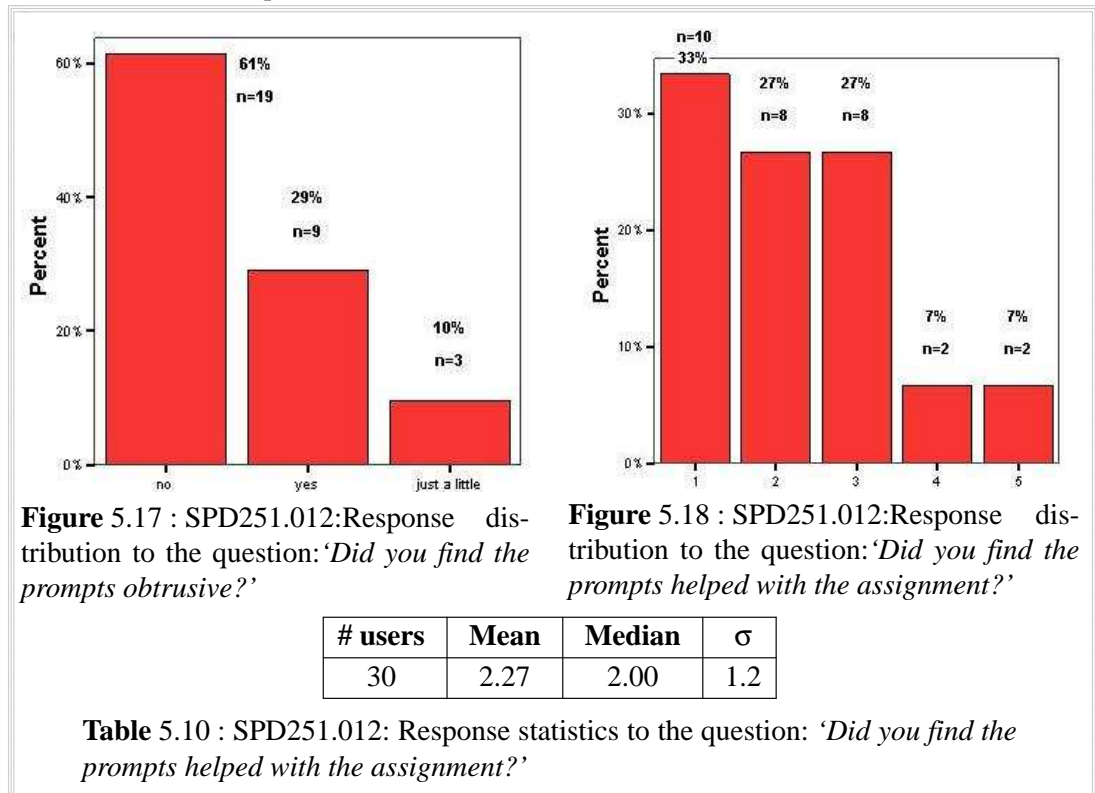 60%
40%
20%
0%
Percent
61%
n=19
29%
n=9
10%
n=3
no yes just a little
Figure 5.17 : SPD251.012:Response dis-
tribution to the question:‘Did you find the
prompts obtrusive?’
30%
20%
10%
0%
Percent
n=10
33%
27%
n=8
27%
n=8
7%
n=2
7%
n=2
1 2 3 4 5
Figure 5.18 : SPD251.012:Response dis-
tribution to the question:‘Did you find the
prompts helped with the assignment?’
# users Mean Median σ
30 2.27 2.00 1.2
Table 5.10 : SPD251.012: Response statistics to the question: ‘Did you find the
prompts helped with the assignment?’